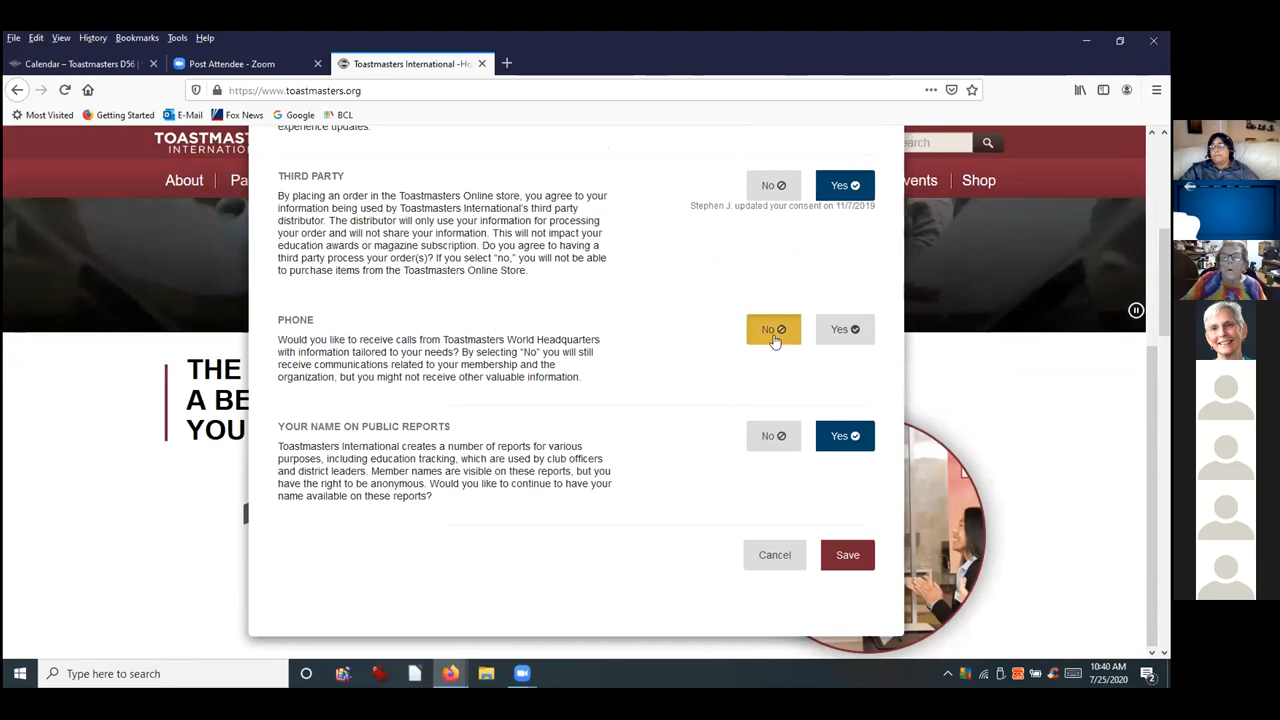 File Edit View History Bookmarks Tools Help
Calendar – Toastmasters D56 | Post Attendee - Zoom Toastmasters International -Ho
https://www.toastmasters.org
Most Visited Getting Started E-Mail Fox News Google BCL
TOASTMAS
INTERNATIO
earch
About Pa vents Shop
THE
A BE
YOU
experience updates.
THIRD PARTY
No Yes
Stephen J. updated your consent on 11/7/2019
By placing an order in the Toastmasters Online store, you agree to your
information being used by Toastmasters International's third party
distributor. The distributor will only use your information for processing
your order and will not share your information. This will not impact your
education awards or magazine subscription. Do you agree to having a
third party process your order(s)? If you select "no," you will not be able
to purchase items from the Toastmasters Online Store.
PHONE
No Yes
Would you like to receive calls from Toastmasters World Headquarters
with information tailored to your needs? By selecting "No" you will still
receive communications related to your membership and the
organization, but you might not receive other valuable information.
YOUR NAME ON PUBLIC REPORTS
No Yes
Toastmasters International creates a number of reports for various
purposes, including education tracking, which are used by club officers
and district leaders. Member names are visible on these reports, but you
have the right to be anonymous. Would you like to continue to have your
name available on these reports?
Cancel Save
Type here to search
10:40 AM
7/25/2020
2